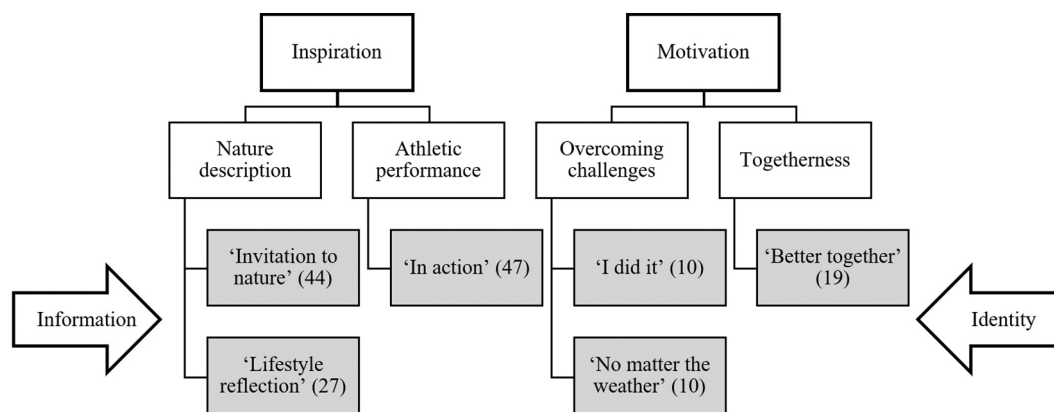 Inspiration
Motivation
Nature
description
Athletic
performance
Overcoming
challenges
Togetherness
‘Invitation to
nature’ (44)
‘In action’ (47)
‘I did it’ (10)
‘Better together’
(19)
Information
Identity
‘Lifestyle
reflection’ (27)
‘No matter the
weather’ (10)